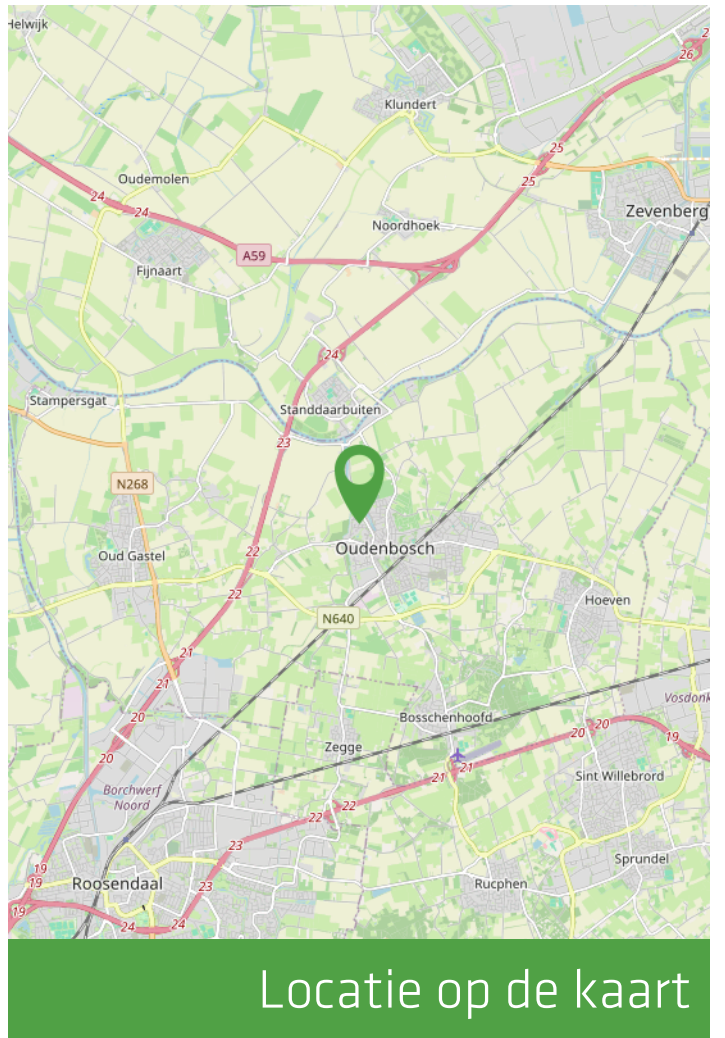 Helwijk
26
Klundert
25
25
Oudemolen
24
24
Zevenberg
Noordhoek
A59
Fijnaart
24
Stampersgat
Standdaarbuiten
23
N268
Oudenbosch
22
Oud Gastel
22
Hoeven
N640
21
21
Vosdonk
20
Bosschenhoofd
20
19
Zegge
20
21
21
Sint Willebrord
Borchwerf
Noord
22
22
23
Sprundel
19
19
Roosendaal
23
Rucphen
19
24
24
Locatie op de kaart